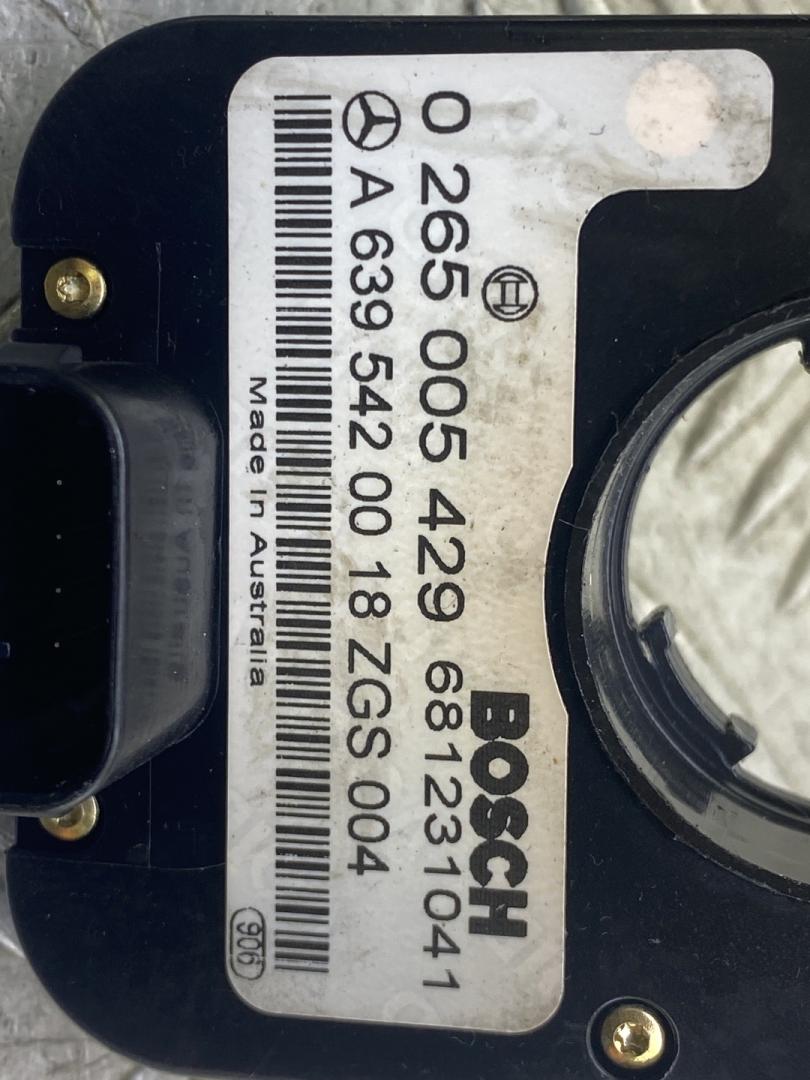 BOSCH
0 265 005 429 681231041
A 639 542 00 18 ZGS 004
Made In Australia
906